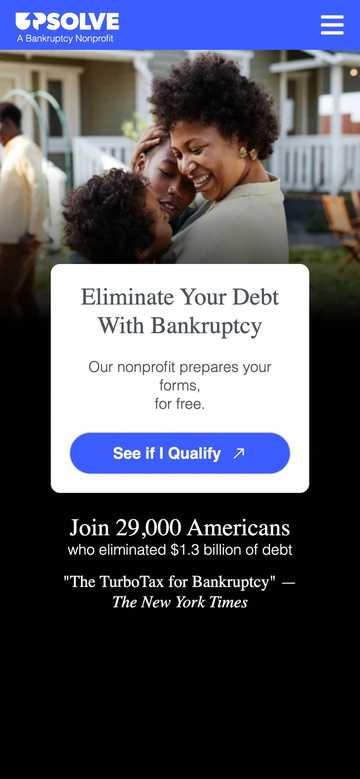 UPSOLVE
A Bankruptcy Nonprofit
Eliminate Your Debt
With Bankruptcy
Our nonprofit prepares your
forms,
for free.
See if I Qualify ↗
Join 29,000 Americans
who eliminated $1.3 billion of debt
"The TurboTax for Bankruptcy" —
The New York Times